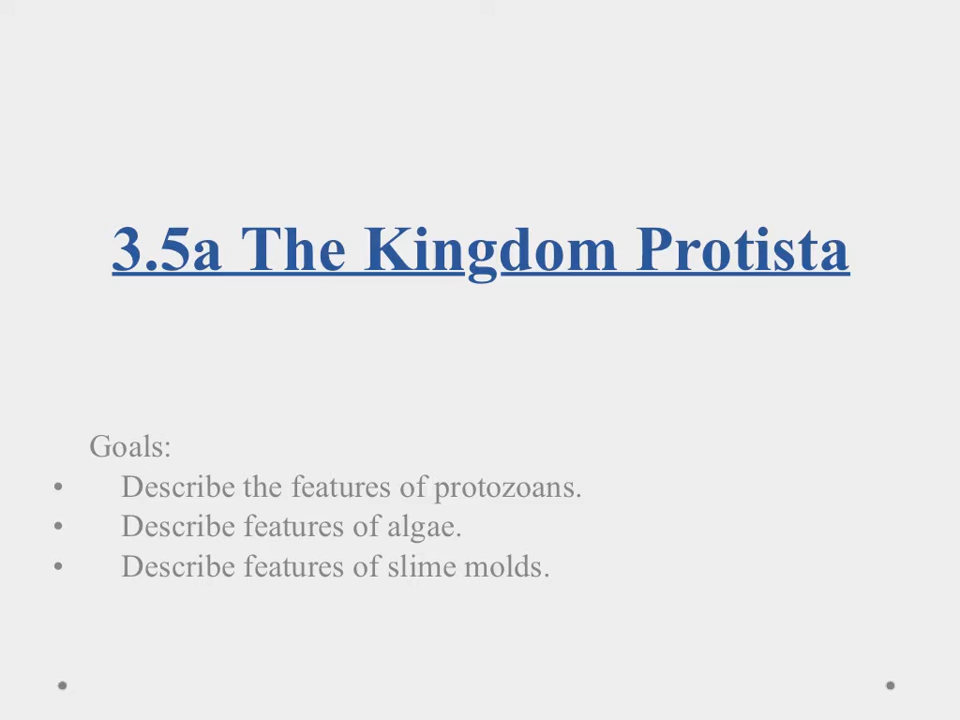 3.5a The Kingdom Protista
Goals:
• Describe the features of protozoans.
• Describe features of algae.
• Describe features of slime molds.